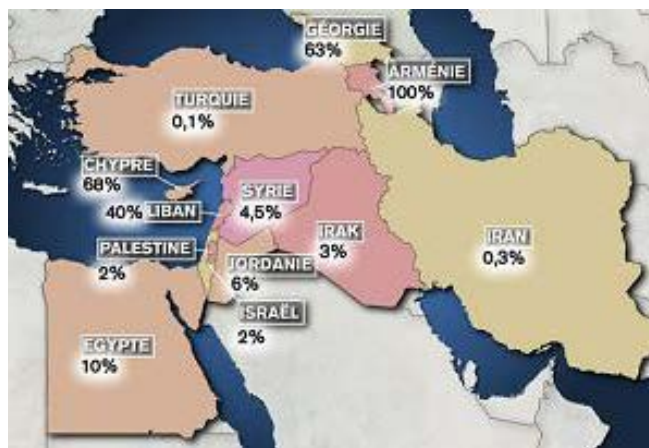 GÉORGIE
63%
ARMÉNIE
100%
TURQUIE
0,1%
CHYPRE
68%
SYRIE
4,5%
40% LIBAN
IRAK
3%
IRAN
0,3%
PALESTINE
2%
JORDANIE
6%
ISRAËL
2%
EGYPTE
10%